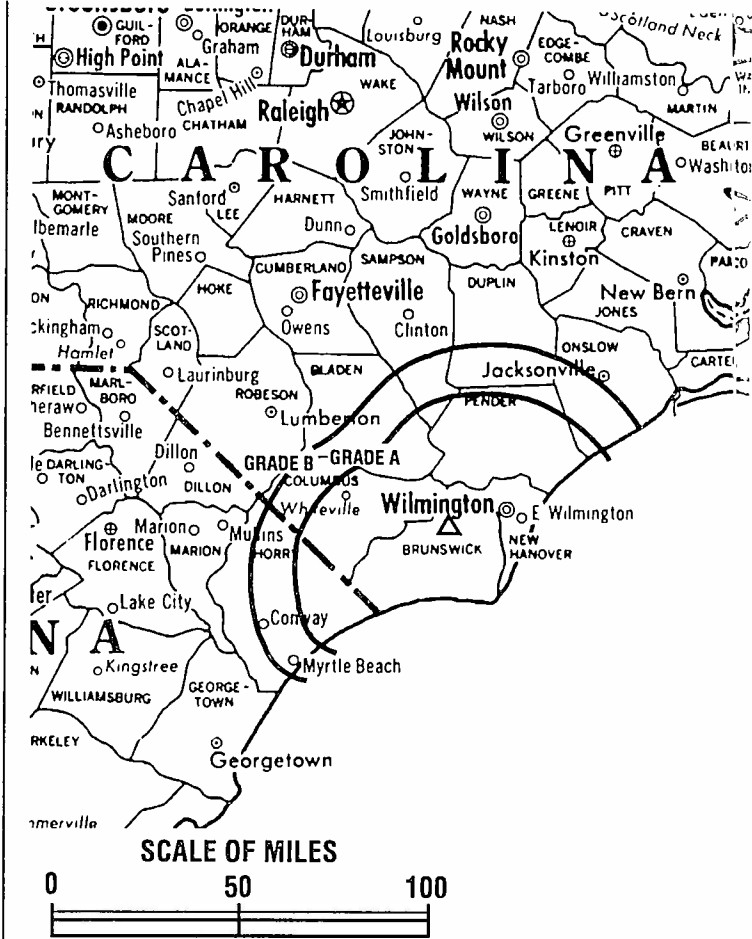 GUIL-
FORD
ORANGE
DUR-
HAM
NASH
Louisburg
Scotland Neck
Graham
High Point
ALA-
MANCE
Durham
Rocky
Mount
EDGE-
COMBE
Thomasville
Chapel Hill
WAKE
Tarboro
Williamston
RANDOLPH
Raleigh
Wilson
MARTIN
Asheboro
CHATHAM
JOHN-
STON
WILSON
Greenville
CAROLINA
Smithfield
WAYNE
GREENE
PITT
MONT-
GOMERY
Sanford
LEE
HARNETT
MOORE
Southern
Pines
Dunn
Goldsboro
LENOIR
Kinston
CRAVEN
CUMBERLAND
SAMPSON
HOKE
DUPLIN
RICHMOND
Fayetteville
New Bern
JONES
Owens
Clinton
SCOT-
LAND
Hamlet
ONSLOW
Laurinburg
BLADEN
Jacksonville
MARL-
BORO
ROBESON
PENDER
Lumberton
Bennettsville
Dillon
GRADE B
GRADE A
DARLING-
TON
DILLON
COLUMBUS
Darlington
Whiteville
Wilmington
E Wilmington
Florence
Marion
Mullins
MARION
HORRY
BRUNSWICK
NEW
HANOVER
FLORENCE
Lake City
Conway
NA
Kingstree
Myrtle Beach
WILLIAMSBURG
GEORGE-
TOWN
Georgetown
SCALE OF MILES
0 50 100